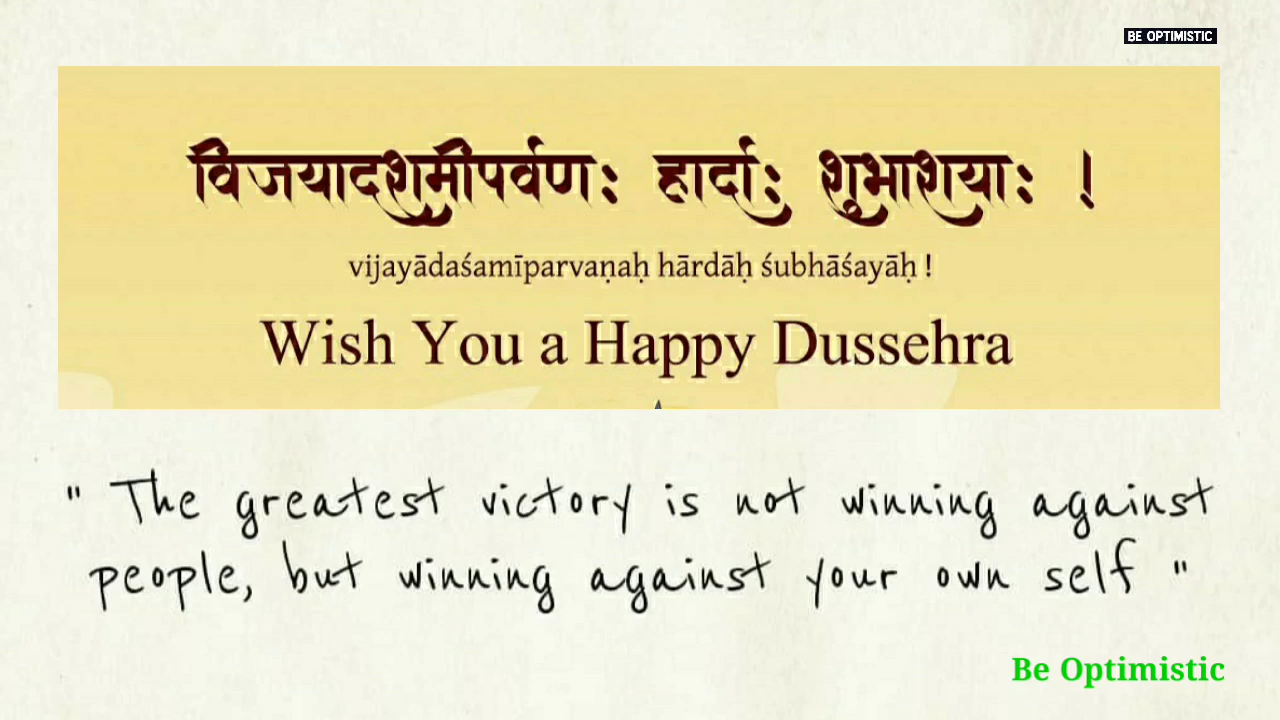 BE OPTIMISTIC
विजयादशमीपर्वणः हार्दाः शुभाशयाः !
vijayādaśamīparvaṇaḥ hārdāḥ śubhāśayāḥ !
Wish You a Happy Dussehra
" The greatest victory is not winning against
people, but winning against your own self "
Be Optimistic